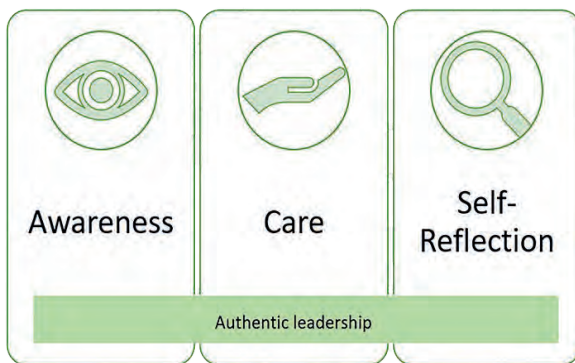 Awareness
Care
Self-
Reflection
Authentic leadership